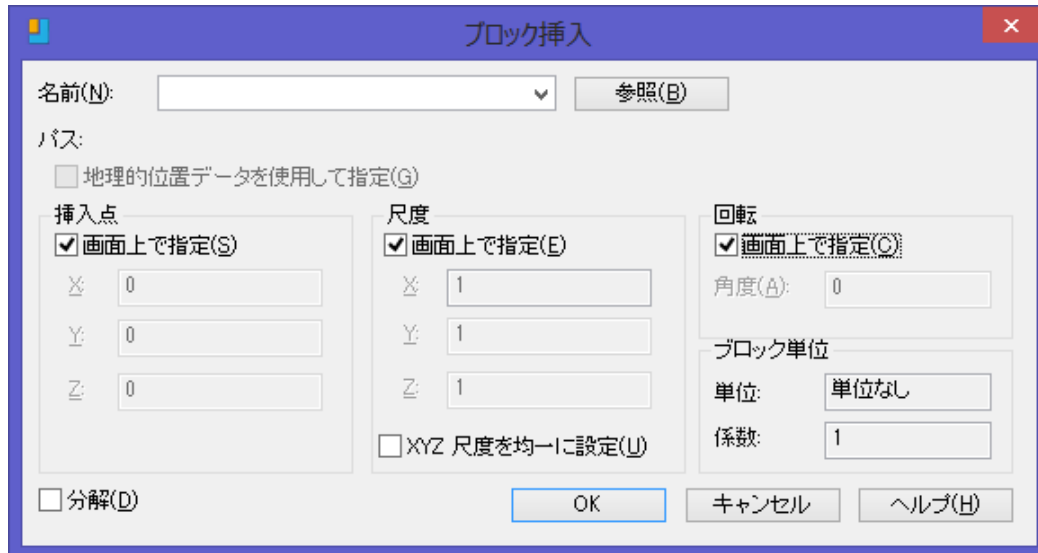 ブロック挿入
名前(N):
参照(B)
パス:
地理的位置データを使用して指定(G)
挿入点
画面上で指定(S)
X: 0
Y: 0
Z: 0
尺度
画面上で指定(E)
X: 1
Y: 1
Z: 1
XYZ 尺度を均一に設定(U)
回転
画面上で指定(C)
角度(A): 0
ブロック単位
単位: 単位なし
係数: 1
分解(D)
OK
キャンセル
ヘルプ(H)